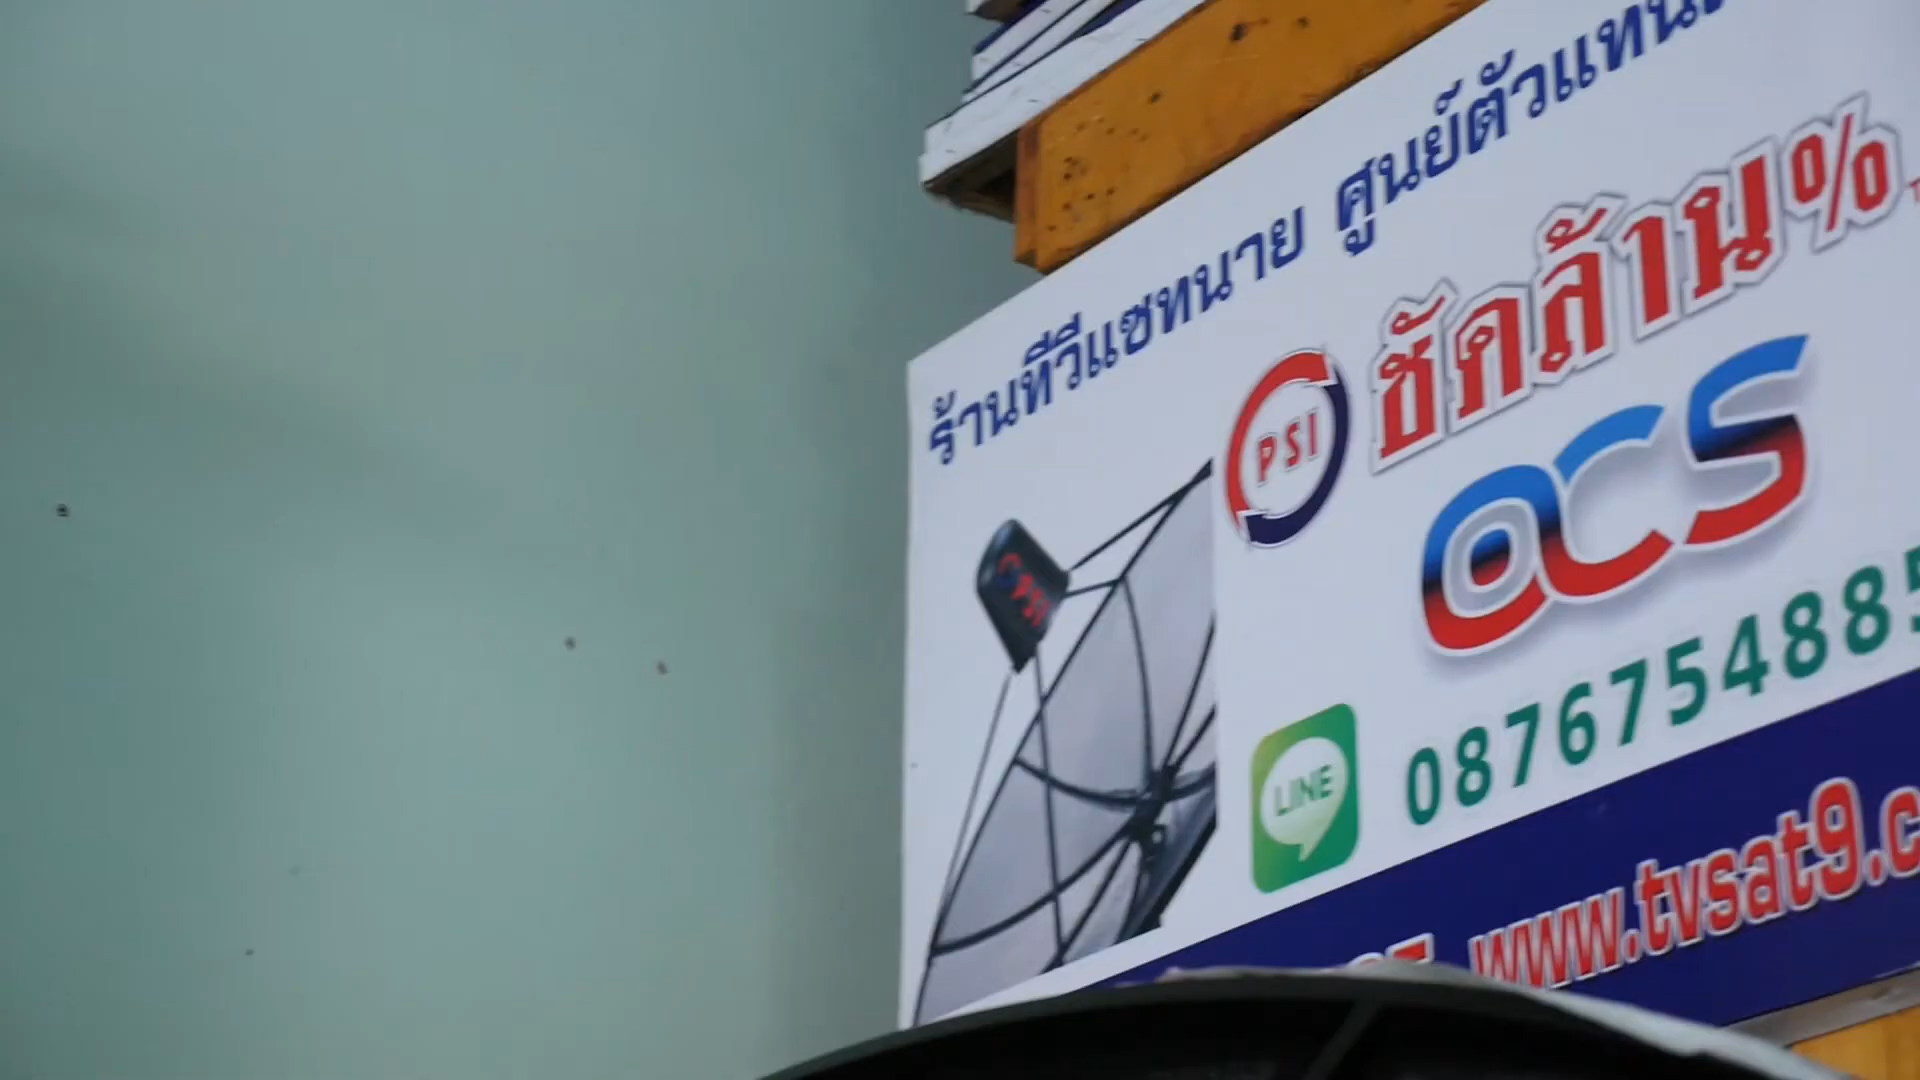 ร้านทีวีแซทนาย ศูนย์ตัวแทน
PSI ชัดล้าน%
OCS
PSI
LINE 0876754885
www.tvsat9.c